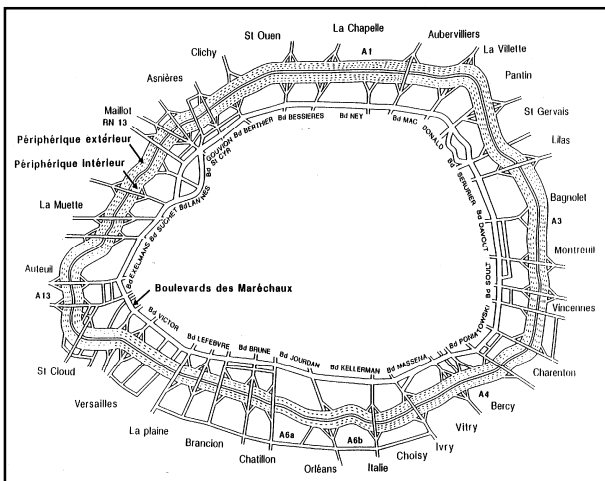 La Chapelle
St Ouen
Aubervilliers
Clichy
A1
La Villette
Asnières
Pantin
Maillot
RN 13
St Gervais
Périphérique extérieur
Lilas
Périphérique Intérieur
La Muette
Bagnolet
A3
Montreuil
Auteuil
A13
Vincennes
Boulevards des Maréchaux
St Cloud
Charenton
Versailles
A4
Bercy
La plaine
Vitry
Brancion
Ivry
Chatillon
A6a
A6b
Choisy
Orléans
Italie
Bd GOUVION
St CYR
Bd BERTHIER
Bd BESSIERES
Bd NEY
Bd MAC
DONALD
Bd
SERURIER
Bd DAVOUT
Bd SOULT
Bd PONIATOWSKI
Bd MASSENA
Bd KELLERMAN
Bd JOURDAN
Bd BRUNE
Bd LEFEBVRE
Bd VICTOR
Bd EXELMANS
Bd SUCHET
Bd LANNES